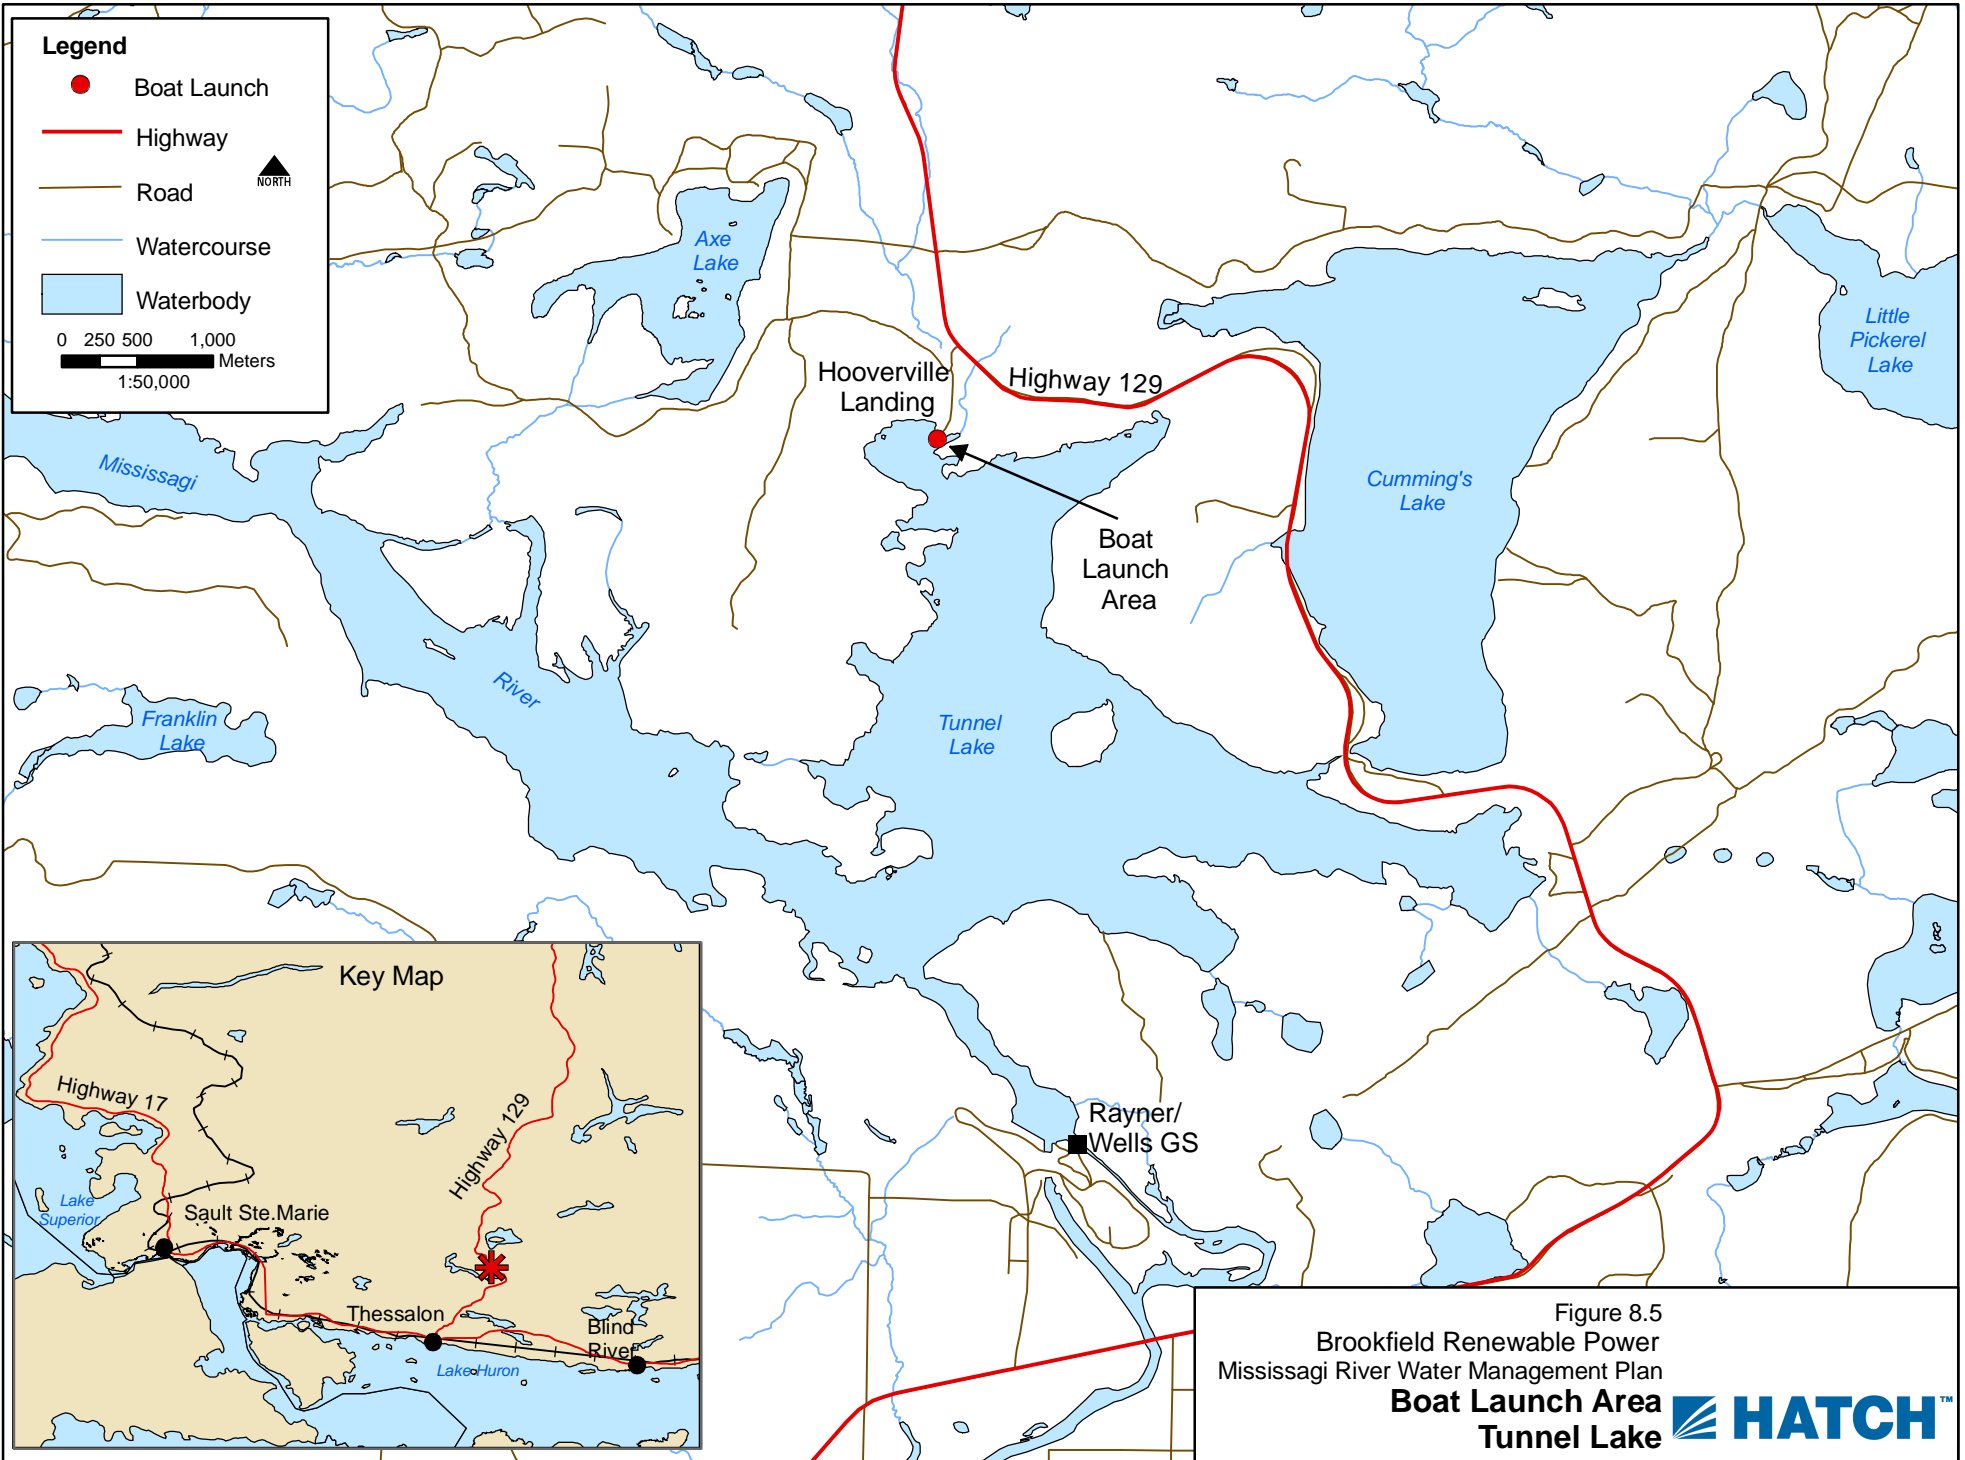 Legend
Boat Launch
Highway
NORTH
Road
Watercourse
Waterbody
0 250 500 1,000
Meters
1:50,000
Axe
Lake
Little
Pickerel
Lake
Hooverville
Landing
Highway 129
Mississagi
Cumming's
Lake
Boat
Launch
Area
River
Franklin
Lake
Tunnel
Lake
Rayner/
Wells GS
Key Map
Highway 17
Highway 129
Lake
Superior
Sault Ste.Marie
Thessalon
Blind
River
Lake Huron
Figure 8.5
Brookfield Renewable Power
Mississagi River Water Management Plan
Boat Launch Area
Tunnel Lake
HATCH™